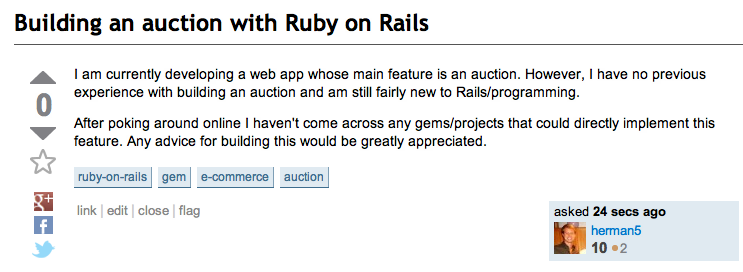 Building an auction with Ruby on Rails
I am currently developing a web app whose main feature is an auction. However, I have no previous
experience with building an auction and am still fairly new to Rails/programming.
0
After poking around online I haven't come across any gems/projects that could directly implement this
feature. Any advice for building this would be greatly appreciated.
ruby-on-rails gem e-commerce auction
g+
link | edit | close | flag
f
asked 24 secs ago
herman5
10 ●2